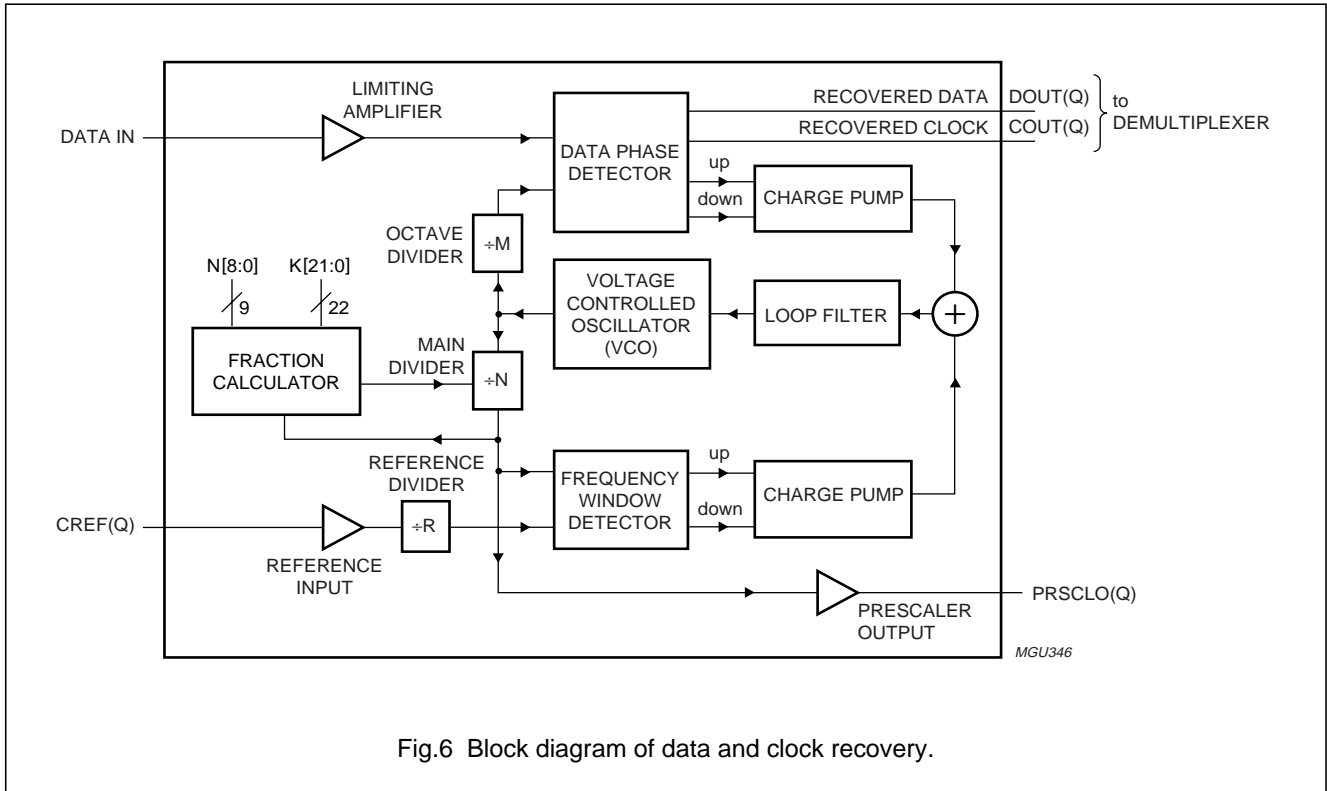 LIMITING
AMPLIFIER
DATA IN
RECOVERED DATA DOUT(Q)
RECOVERED CLOCK COUT(Q)
to
DEMULTIPLEXER
DATA PHASE
DETECTOR
up
down
CHARGE PUMP
OCTAVE
DIVIDER
÷M
N[8:0] K[21:0]
9 22
VOLTAGE
CONTROLLED
OSCILLATOR
(VCO)
LOOP FILTER
+
FRACTION
CALCULATOR
MAIN
DIVIDER
÷N
REFERENCE
DIVIDER
FREQUENCY
WINDOW
DETECTOR
up
down
CHARGE PUMP
CREF(Q)
÷R
REFERENCE
INPUT
PRSCLO(Q)
PRESCALER
OUTPUT
MGU346
Fig.6 Block diagram of data and clock recovery.